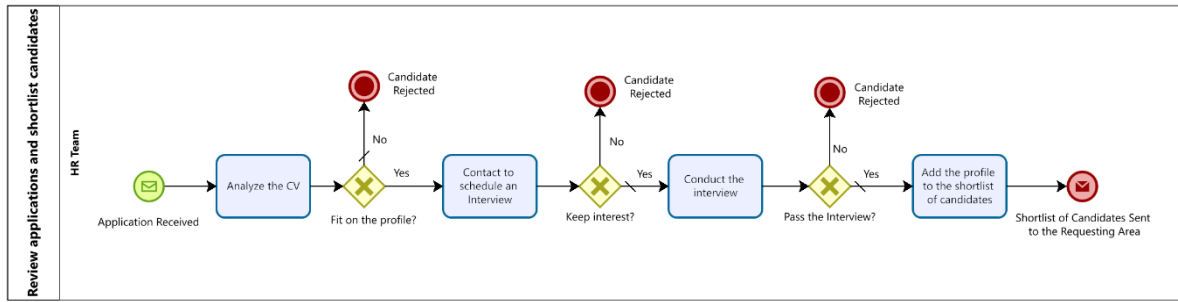 Review applications and shortlist candidates
HR Team
Application Received
Analyze the CV
Candidate
Rejected
No
Yes
Fit on the profile?
Contact to
schedule an
Interview
Candidate
Rejected
No
Yes
Keep interest?
Conduct the
interview
Candidate
Rejected
No
Yes
Pass the Interview?
Add the profile
to the shortlist
of candidates
Shortlist of Candidates Sent
to the Requesting Area